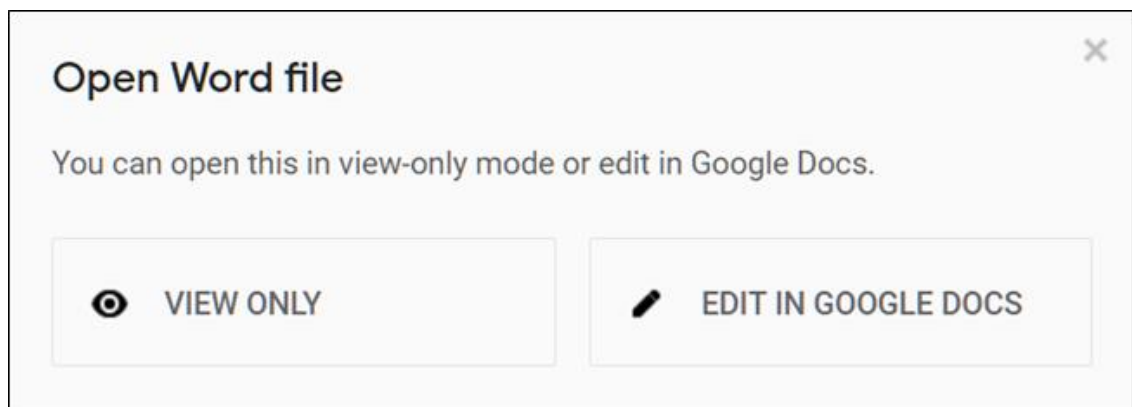 Open Word file
You can open this in view-only mode or edit in Google Docs.
VIEW ONLY
EDIT IN GOOGLE DOCS